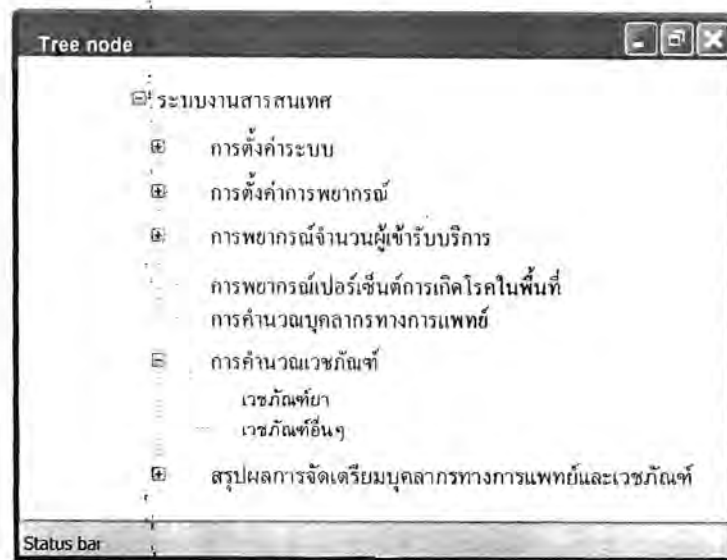 Tree node
ระบบงานสารสนเทศ
การตั้งค่าระบบ
การตั้งค่าการพยากรณ์
การพยากรณ์จำนวนผู้เข้ารับบริการ
การพยากรณ์เปอร์เซ็นต์การเกิดโรคในพื้นที่
การคำนวณบุคลากรทางการแพทย์
การคำนวณเวชภัณฑ์
เวชภัณฑ์ยา
เวชภัณฑ์อื่นๆ
สรุปผลการจัดเตรียมบุคลากรทางการแพทย์และเวชภัณฑ์
Status bar